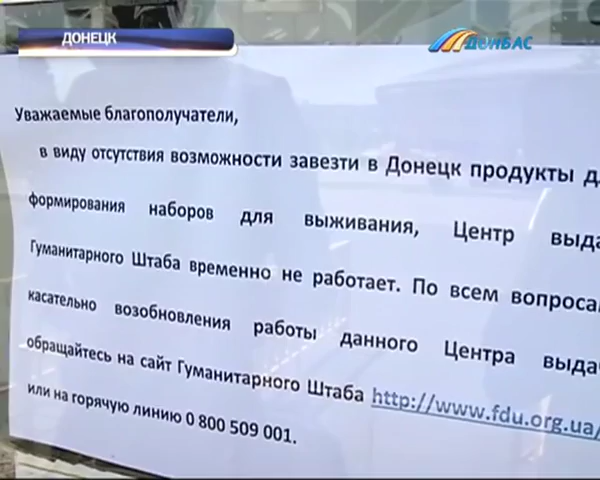 ДОНЕЦК
ДОНБАС
Уважаемые благополучатели,
в виду отсутствия возможности завезти в Донецк продукты д
формирования наборов для выживания, Центр выда
Гуманитарного Штаба временно не работает. По всем вопроса
касательно возобновления работы данного Центра выдач
обращайтесь на сайт Гуманитарного Штаба http://www.fdu.org.ua/
или на горячую линию 0 800 509 001.